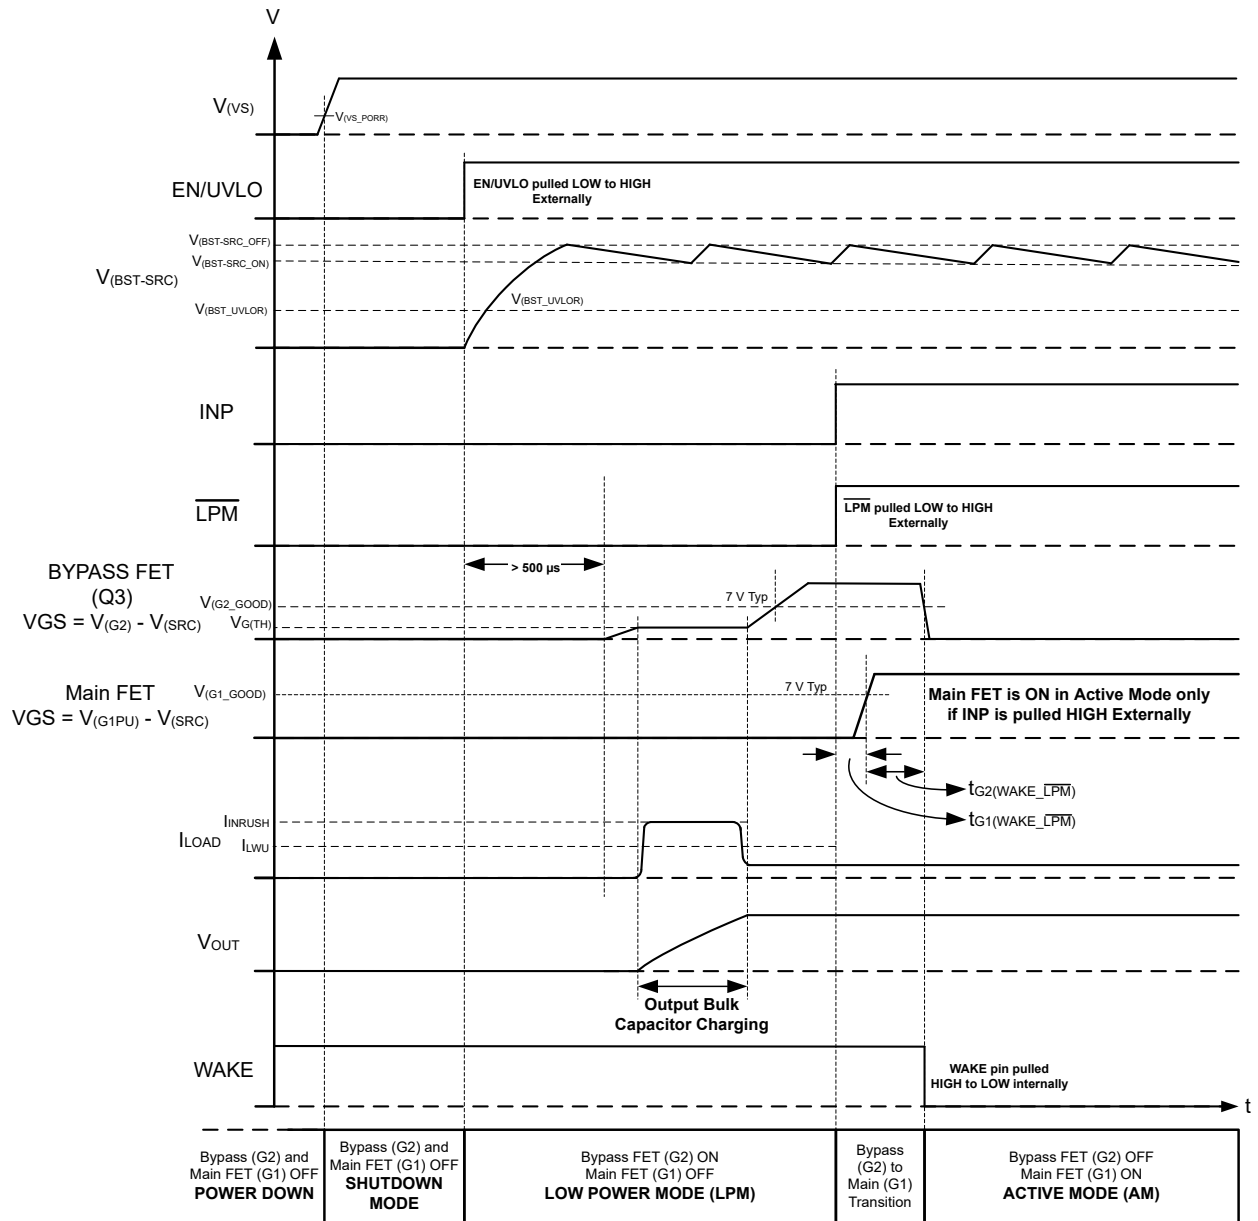 V
V(VS)
V(VS_PORR)
EN/UVLO
EN/UVLO pulled LOW to HIGH
Externally
V(BST-SRC_OFF)
V(BST-SRC_ON)
V(BST-SRC)
V(BST_UVLOR)
V(BST_UVLOR)
INP
LPM
LPM pulled LOW to HIGH
Externally
> 500 µs
BYPASS FET
(Q3)
VGS = V(G2) - V(SRC)
V(G2_GOOD)
VG(TH)
7 V Typ
Main FET
VGS = V(G1PU) - V(SRC)
V(G1_GOOD)
7 V Typ
Main FET is ON in Active Mode only
if INP is pulled HIGH Externally
tG2(WAKE_LPM)
tG1(WAKE_LPM)
IINRUSH
ILOAD
ILWU
VOUT
Output Bulk
Capacitor Charging
WAKE
WAKE pin pulled
HIGH to LOW internally
t
Bypass (G2) and
Main FET (G1) OFF
POWER DOWN
Bypass (G2) and
Main FET (G1) OFF
SHUTDOWN
MODE
Bypass FET (G2) ON
Main FET (G1) OFF
LOW POWER MODE (LPM)
Bypass
(G2) to
Main (G1)
Transition
Bypass FET (G2) OFF
Main FET (G1) ON
ACTIVE MODE (AM)